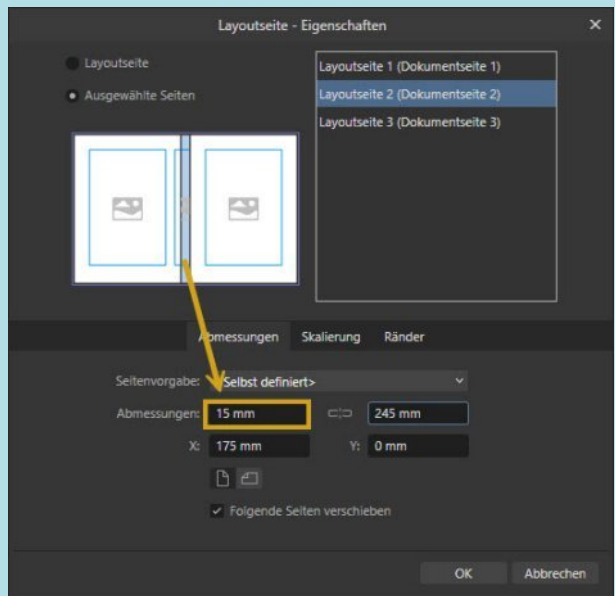 Layoutseite - Eigenschaften
Layoutseite
Ausgewählte Seiten
Layoutseite 1 (Dokumentseite 1)
Layoutseite 2 (Dokumentseite 2)
Layoutseite 3 (Dokumentseite 3)
Abmessungen Skalierung Ränder
Seitenvorgabe: <Selbst definiert>
Abmessungen: 15 mm 245 mm
X: 175 mm Y: 0 mm
Folgende Seiten verschieben
OK Abbrechen